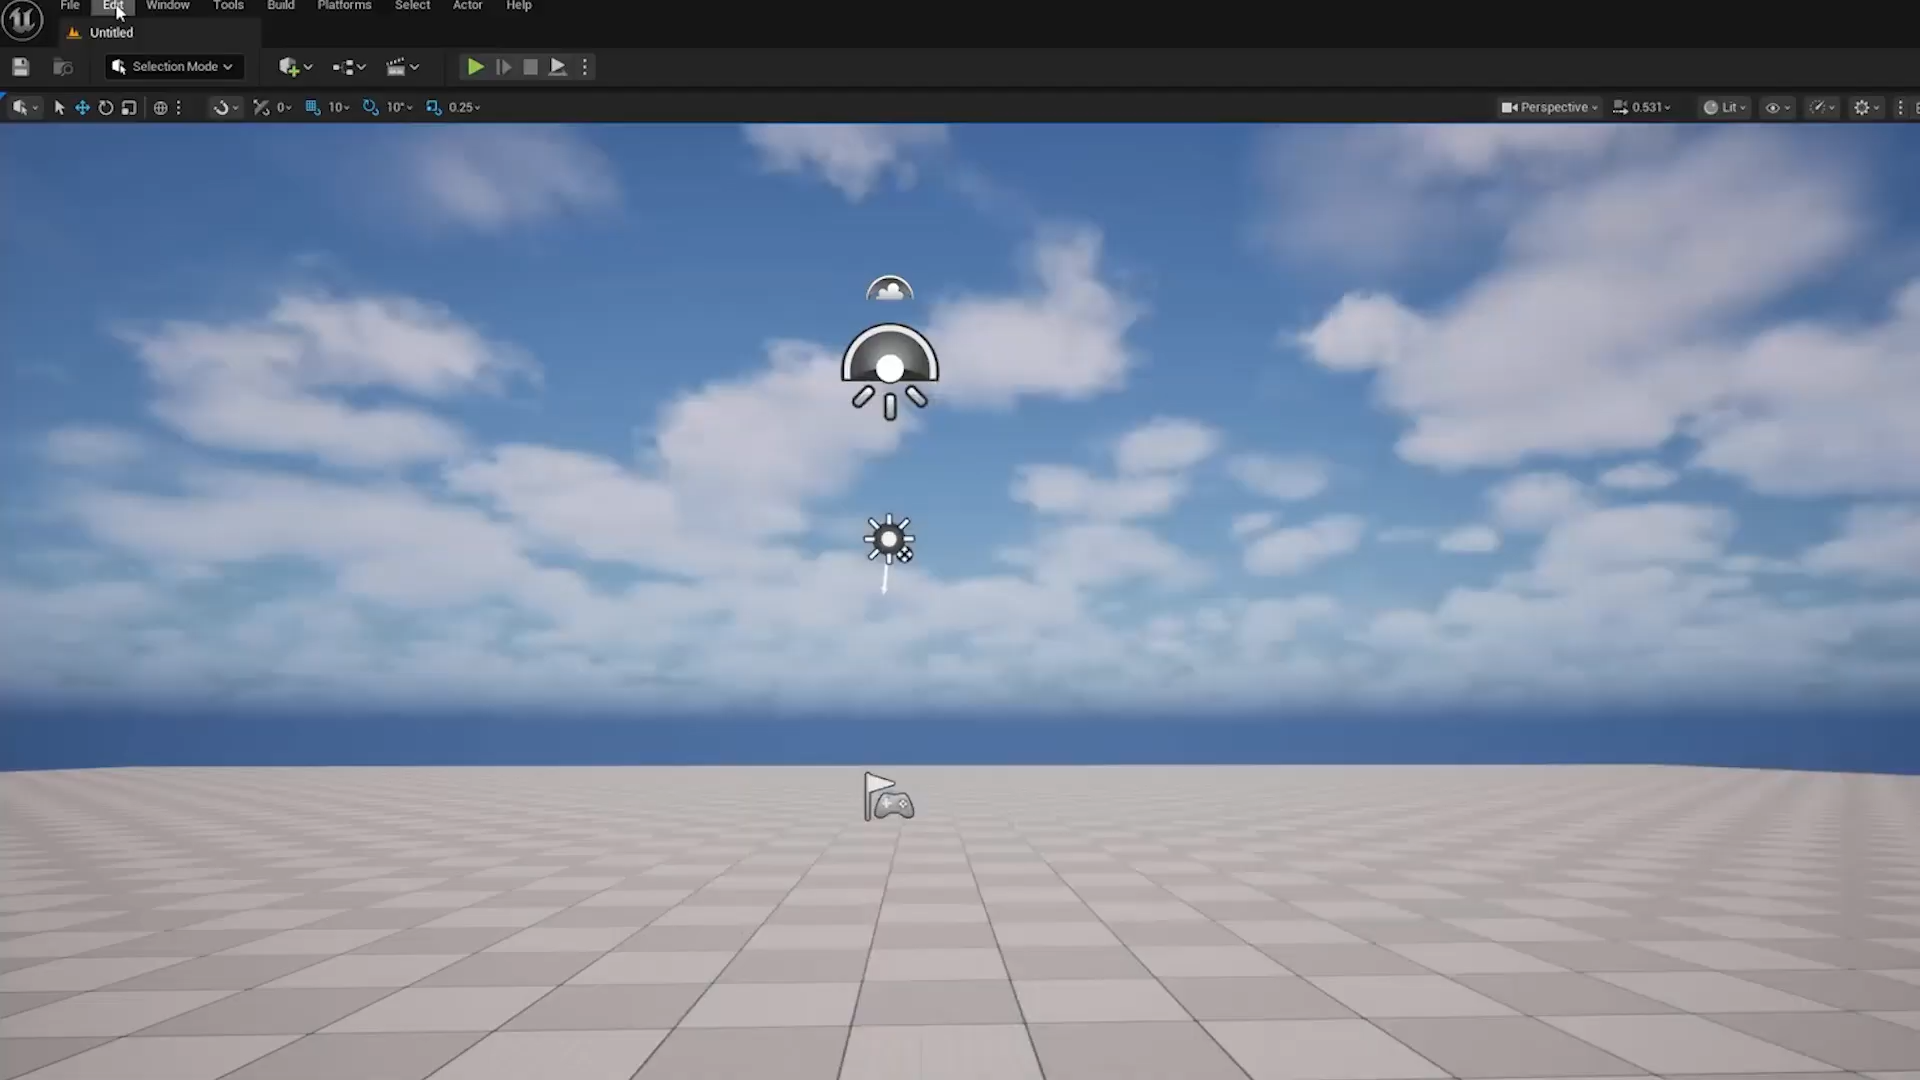 File Edit Window Tools Build Platforms Select Actor Help
Untitled
Selection Mode
0 10 10° 0.25 Perspective 0.531 Lit